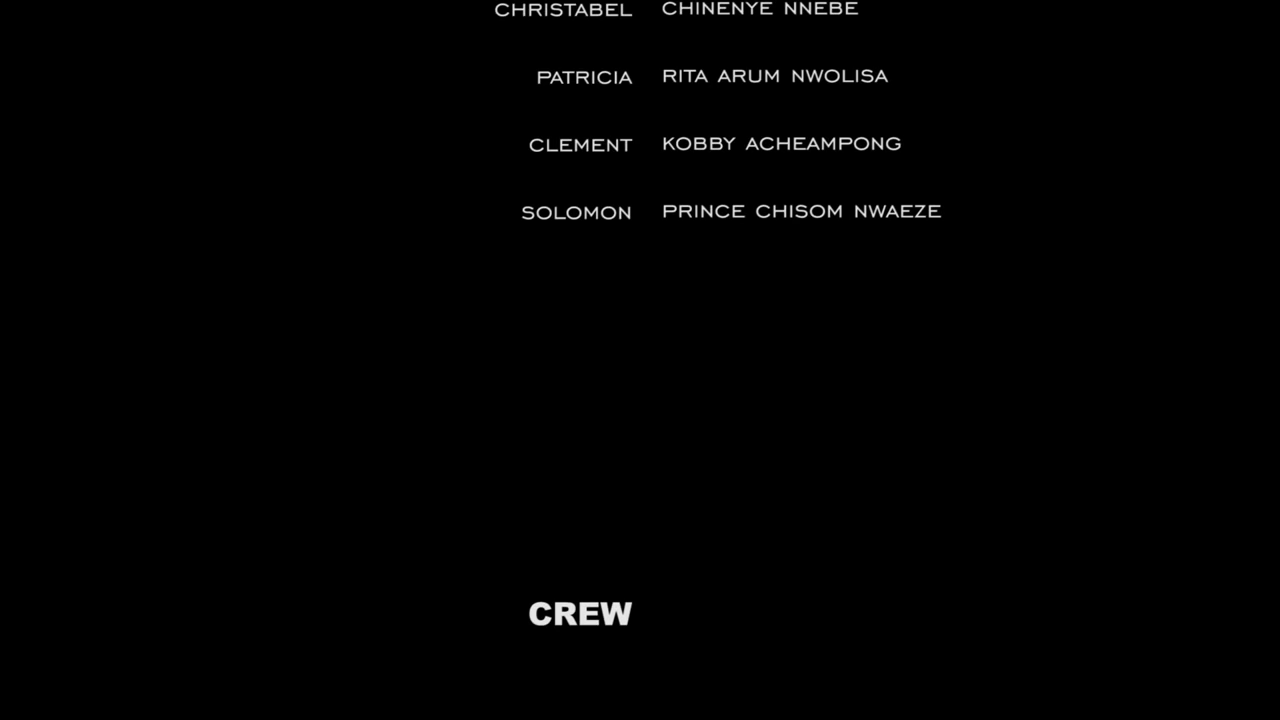 CHRISTABEL CHINENYE NNEBE
PATRICIA RITA ARUM NWOLISA
CLEMENT KOBBY ACHEAMPONG
SOLOMON PRINCE CHISOM NWAEZE
CREW